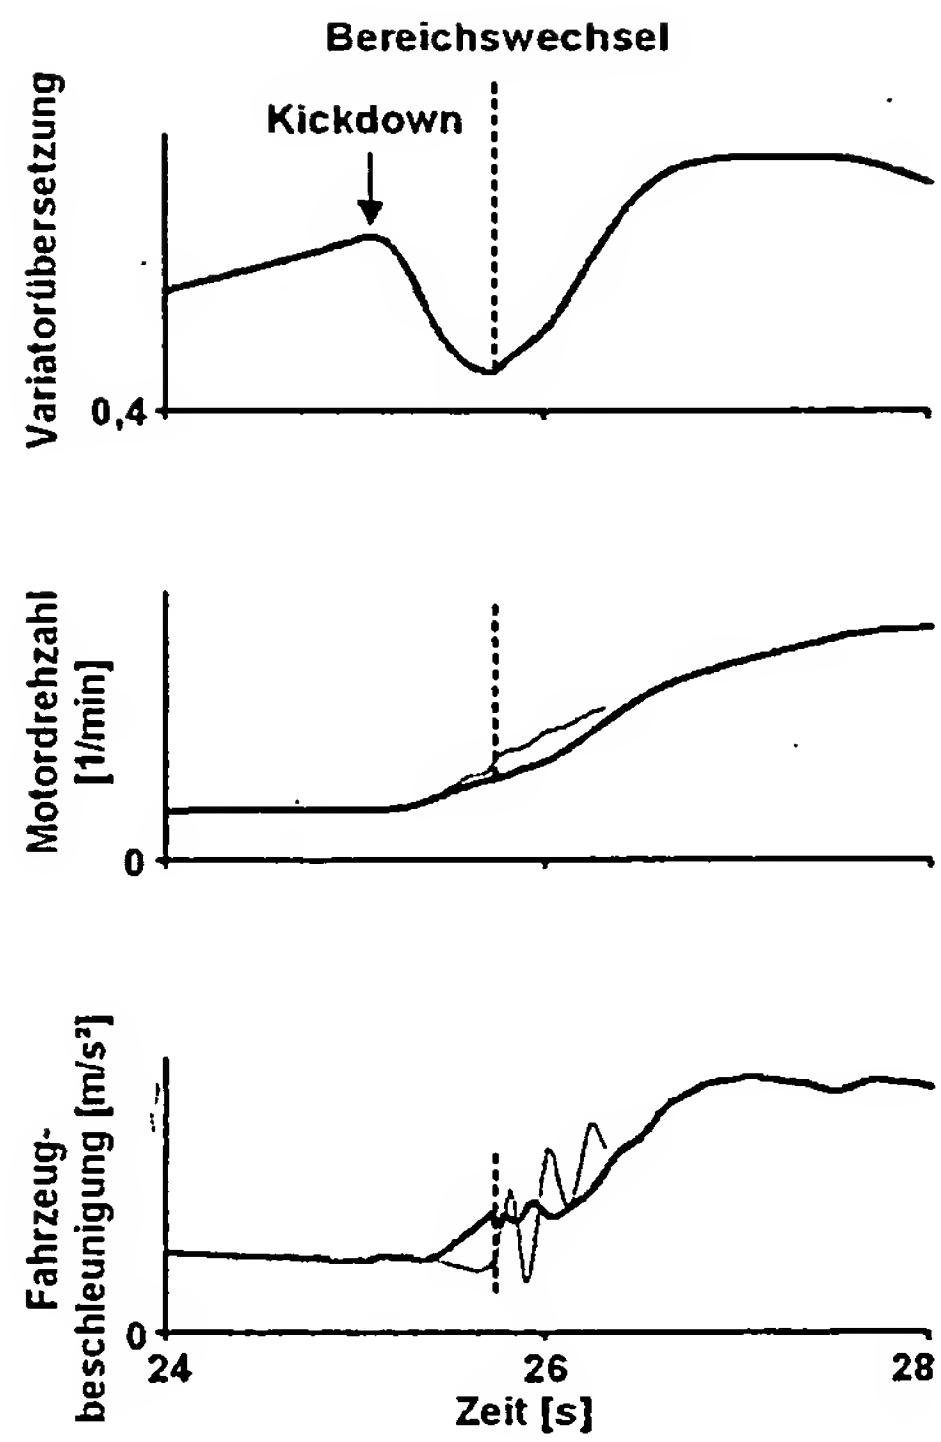 Bereichswechsel
Kickdown
Variatorübersetzung
0,4
Motordrehzahl
[1/min]
0
Fahrzeug-
beschleunigung [m/s²]
0
24
26
28
Zeit [s]